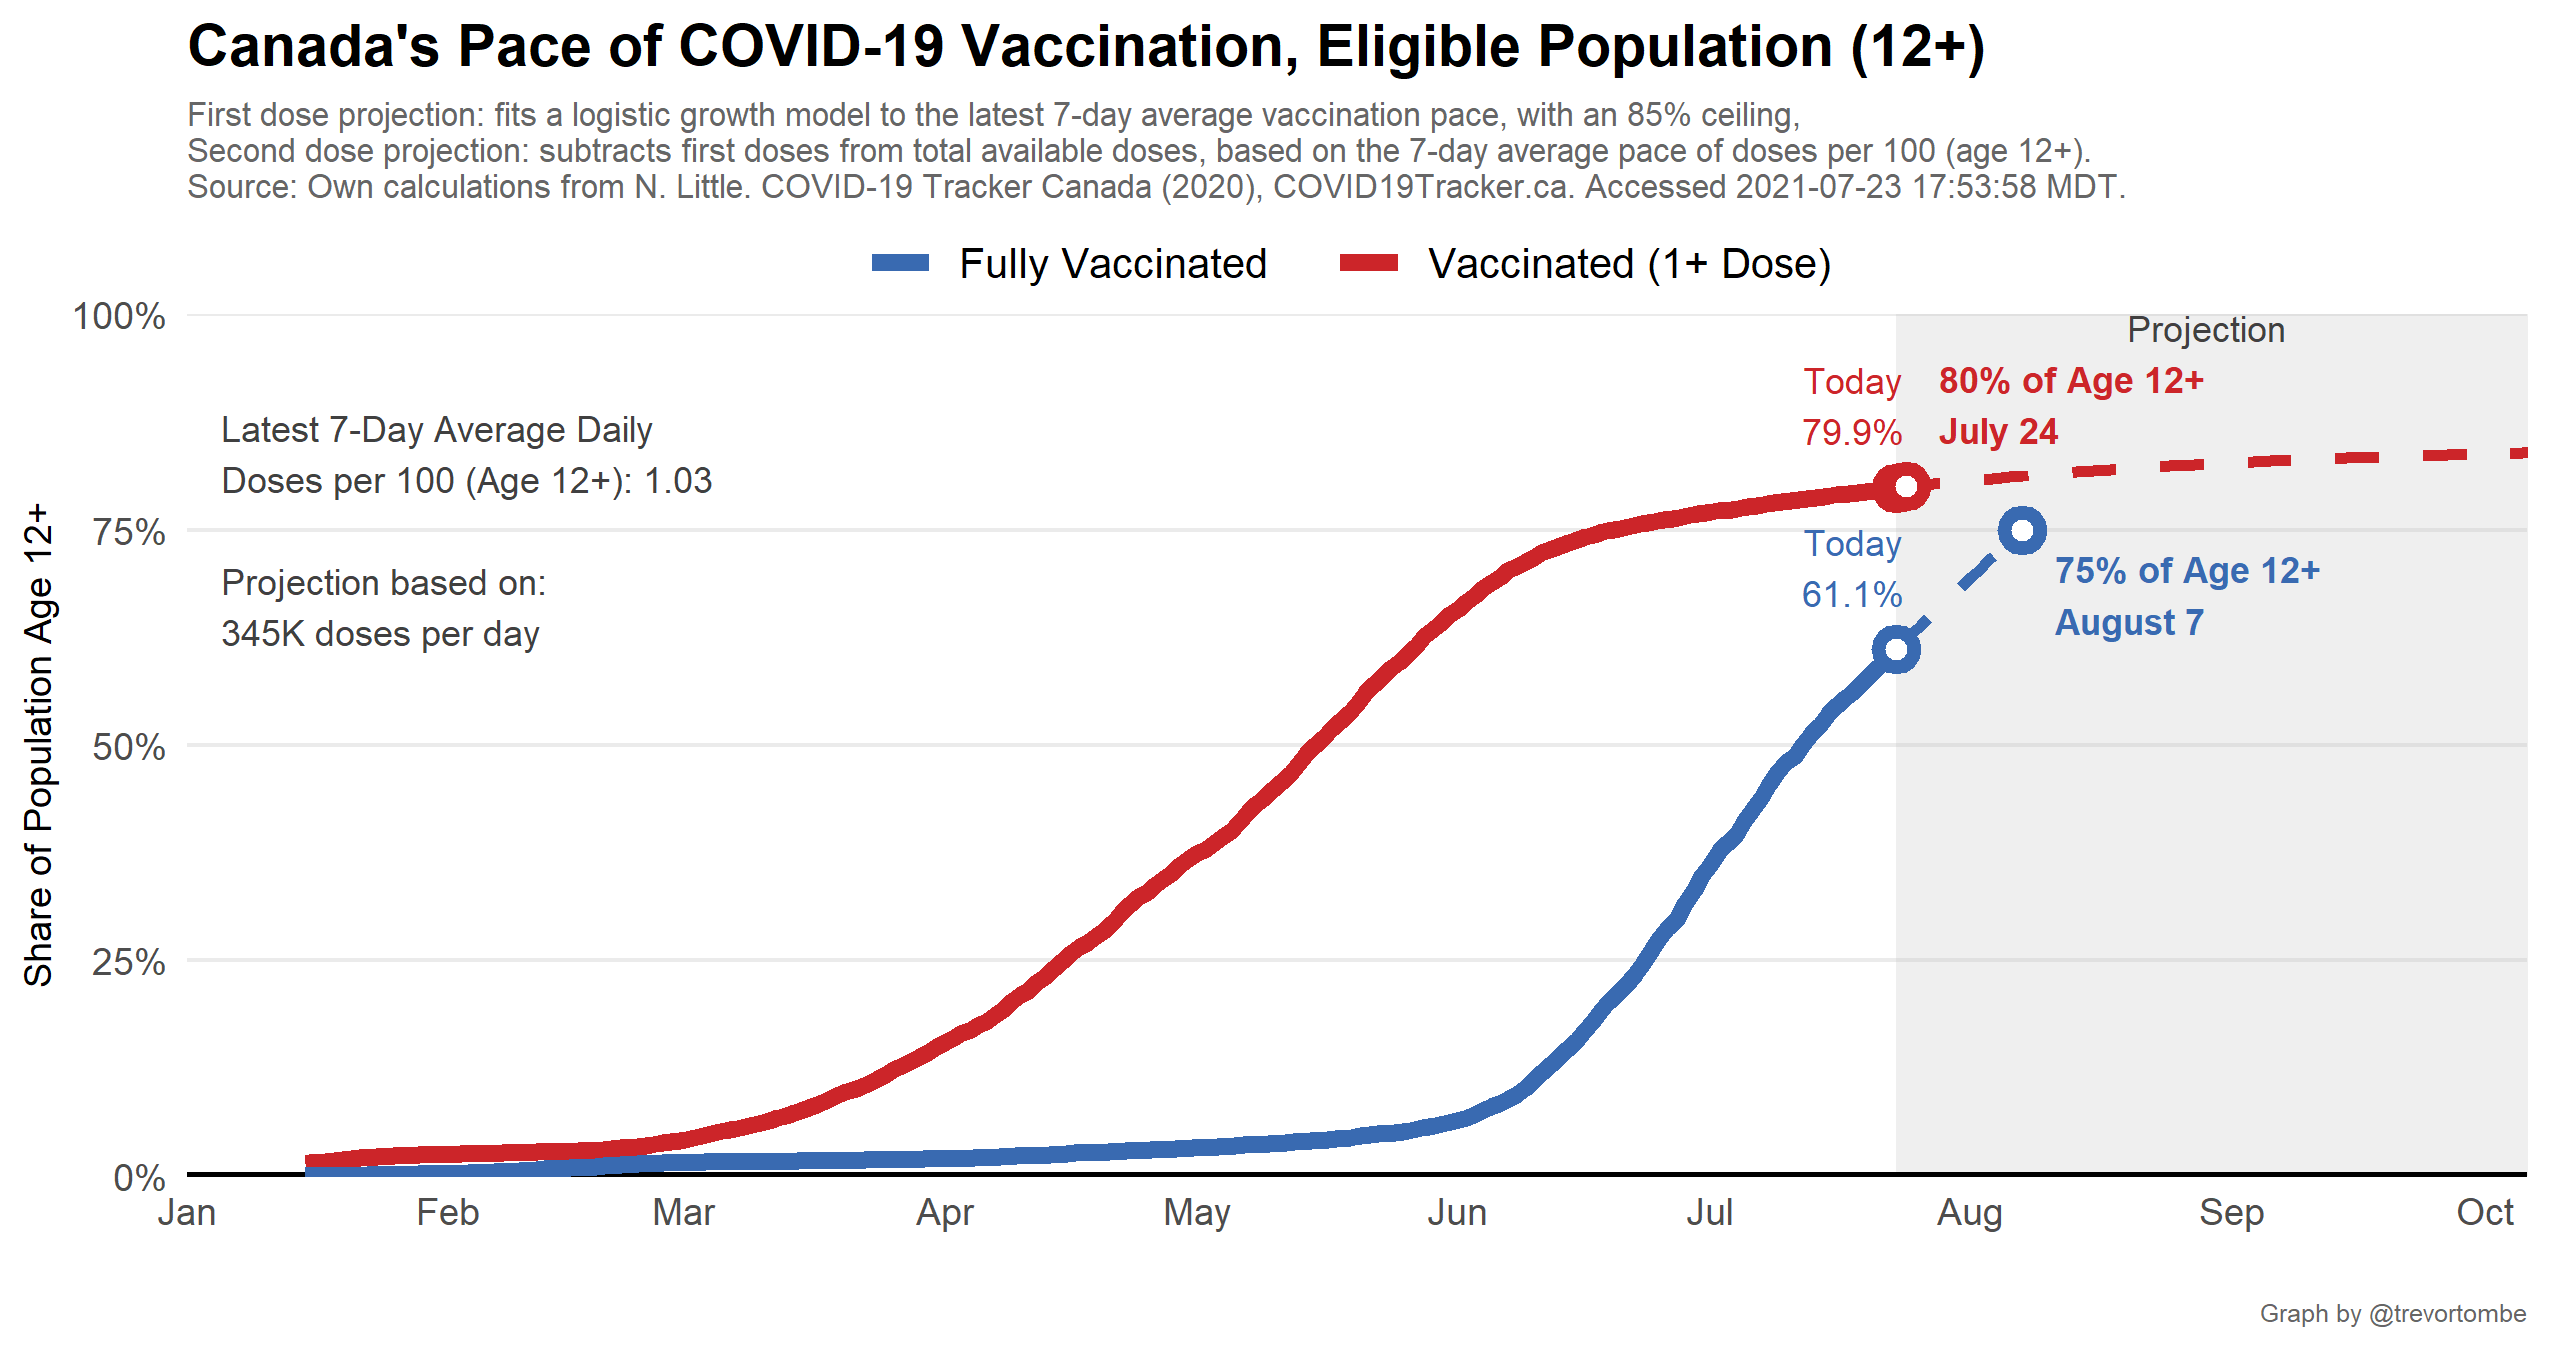 Canada's Pace of COVID-19 Vaccination, Eligible Population (12+)
First dose projection: fits a logistic growth model to the latest 7-day average vaccination pace, with an 85% ceiling,
Second dose projection: subtracts first doses from total available doses, based on the 7-day average pace of doses per 100 (age 12+).
Source: Own calculations from N. Little. COVID-19 Tracker Canada (2020), COVID19Tracker.ca. Accessed 2021-07-23 17:53:58 MDT.
Fully Vaccinated
Vaccinated (1+ Dose)
Share of Population Age 12+
100%
75%
50%
25%
0%
Latest 7-Day Average Daily
Doses per 100 (Age 12+): 1.03
Projection based on:
345K doses per day
Projection
Today
79.9%
80% of Age 12+
July 24
Today
61.1%
75% of Age 12+
August 7
Jan
Feb
Mar
Apr
May
Jun
Jul
Aug
Sep
Oct
Graph by @trevortombe